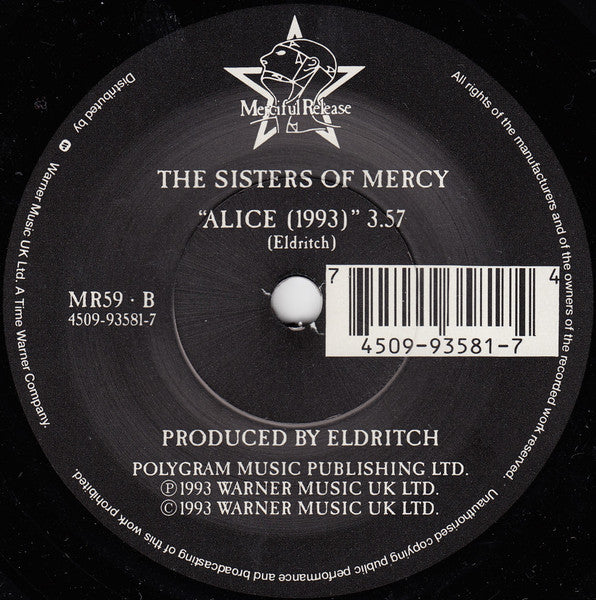 Merciful Release
THE SISTERS OF MERCY
“ALICE (1993)” 3.57
(Eldritch)
MR59 · B
4509-93581-7
7 4
4509-93581-7
PRODUCED BY ELDRITCH
POLYGRAM MUSIC PUBLISHING LTD.
Ⓟ1993 WARNER MUSIC UK LTD.
©1993 WARNER MUSIC UK LTD.
All rights of the manufacturers and of the owners of the recorded work reserved. Unauthorised copying public performance and broadcasting of this work prohibited.
Distributed by Warner Music UK Ltd. A Time Warner Company.